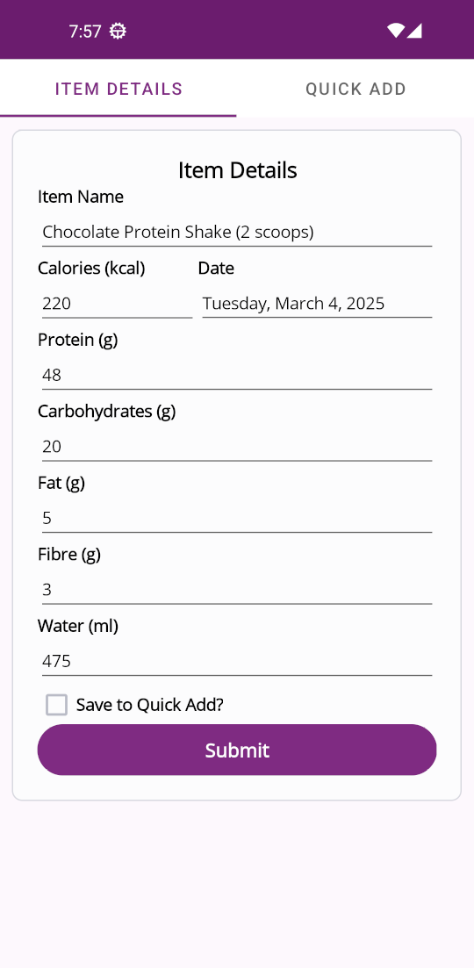 7:57
ITEM DETAILS QUICK ADD
Item Details
Item Name
Chocolate Protein Shake (2 scoops)
Calories (kcal) Date
220 Tuesday, March 4, 2025
Protein (g)
48
Carbohydrates (g)
20
Fat (g)
5
Fibre (g)
3
Water (ml)
475
Save to Quick Add?
Submit